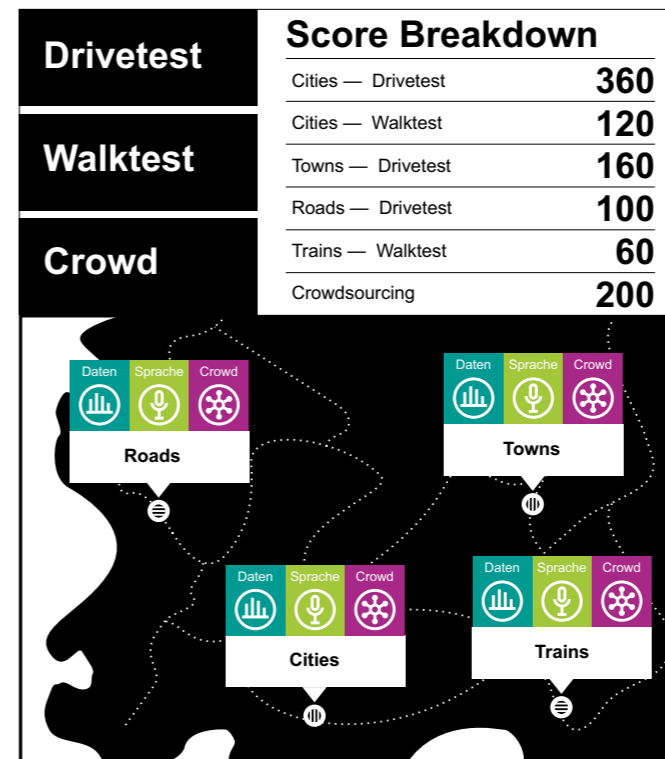 Drivetest
Walktest
Crowd
Score Breakdown
Cities — Drivetest 360
Cities — Walktest 120
Towns — Drivetest 160
Roads — Drivetest 100
Trains — Walktest 60
Crowdsourcing 200
Daten Sprache Crowd
Roads
Daten Sprache Crowd
Towns
Daten Sprache Crowd
Cities
Daten Sprache Crowd
Trains